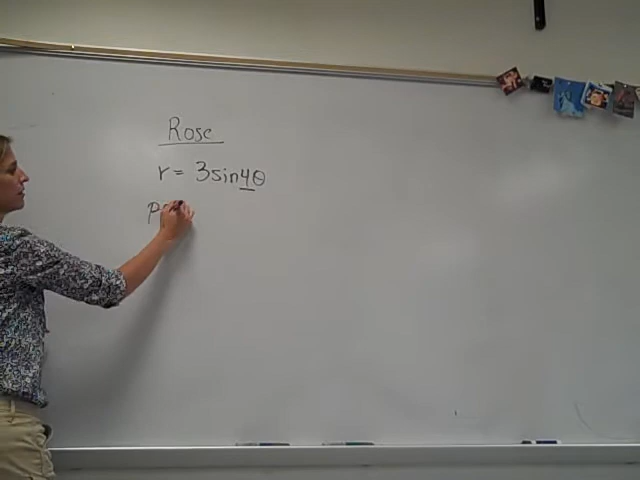 Rose
r = 3sin4θ